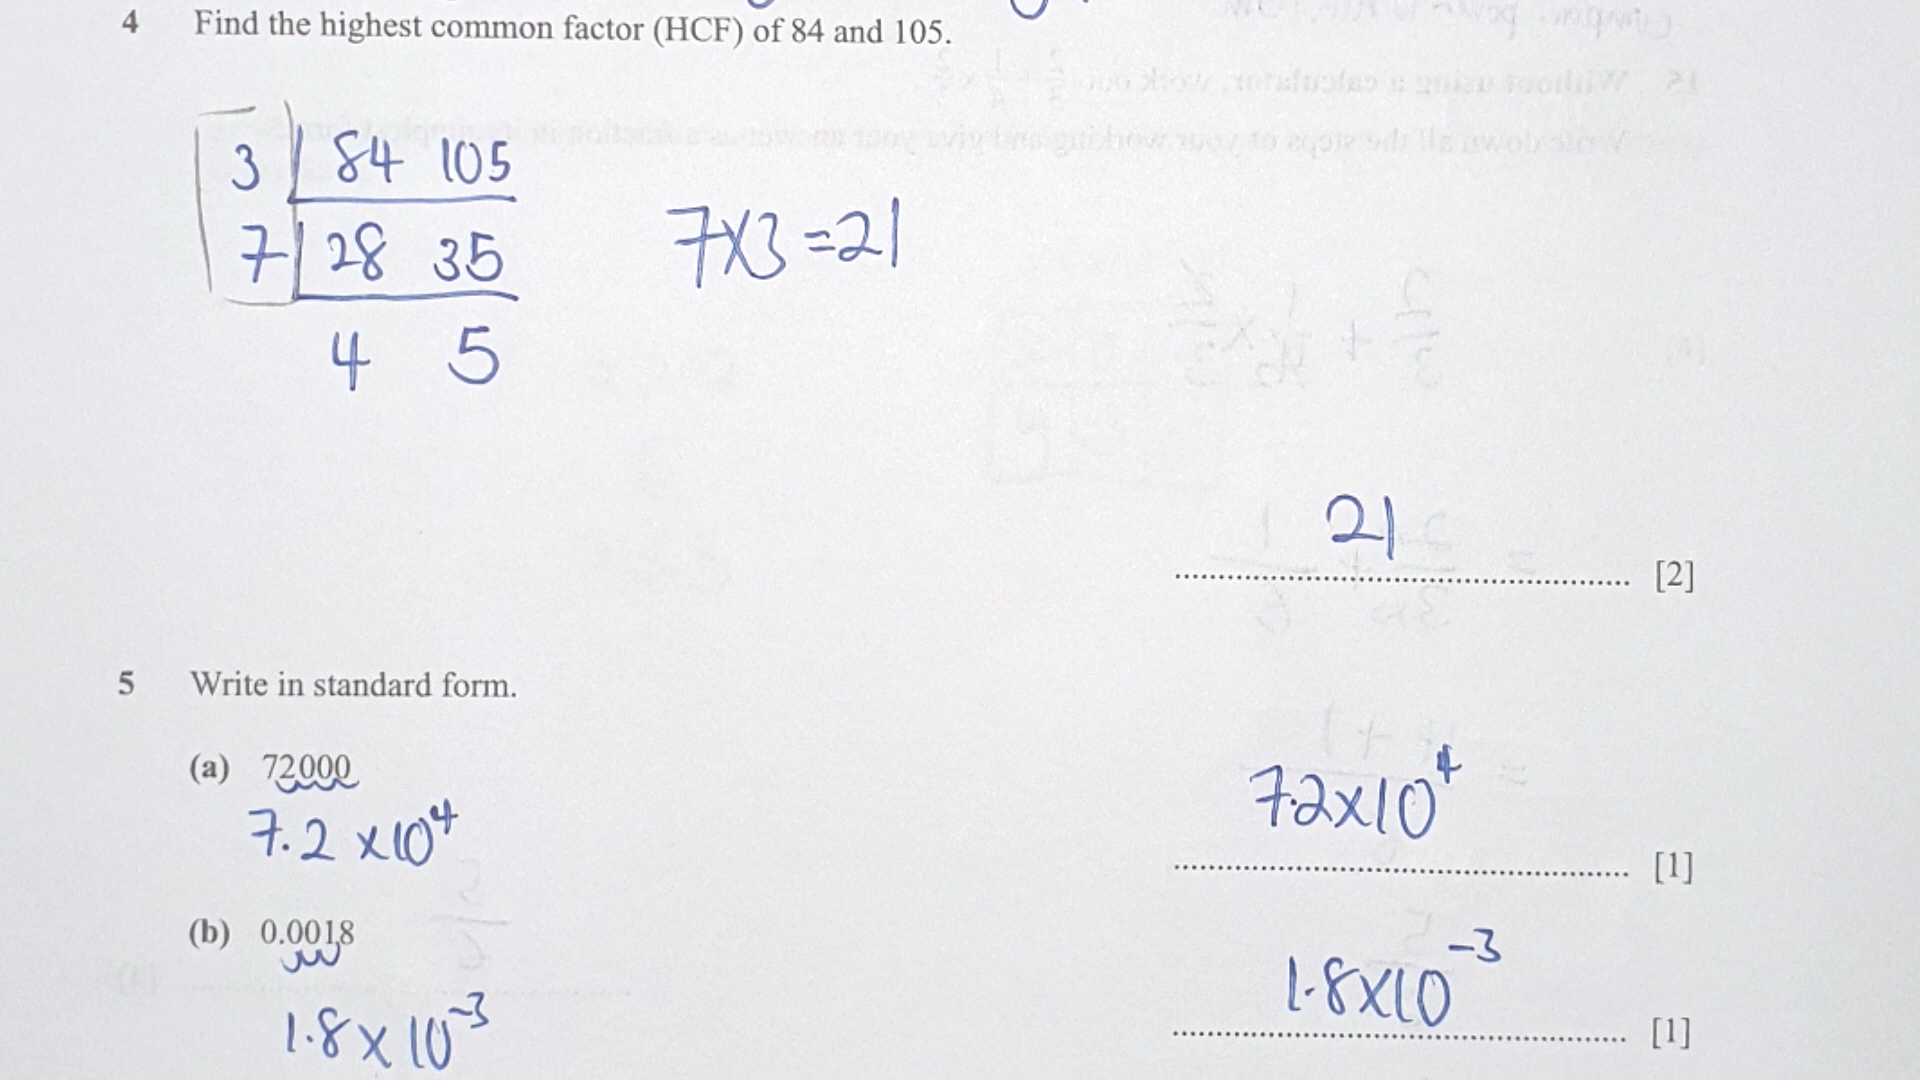 4 Find the highest common factor (HCF) of 84 and 105.
3 84 105
7 28 35
4 5
7×3=21
21
[2]
5 Write in standard form.
(a) 72000
7.2 ×10⁴
7.2×10⁴
[1]
(b) 0.0018
1.8×10⁻³
1.8×10⁻³
[1]